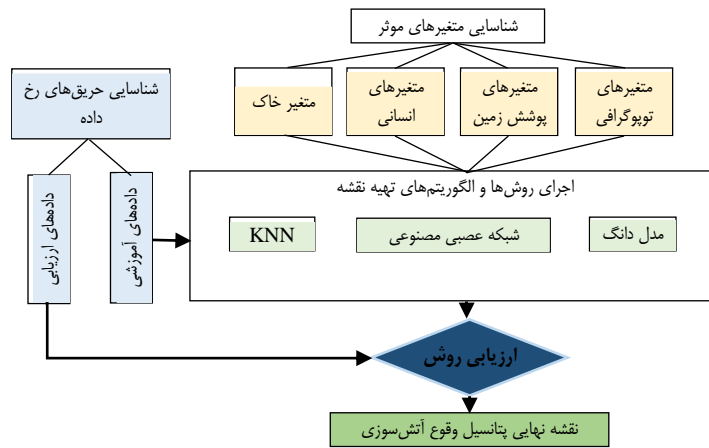 شناسایی متغیرهای موثر
شناسایی حریق‌های رخ
داده
متغیر خاک
متغیرهای
انسانی
متغیرهای
پوشش زمین
متغیرهای
توپوگرافی
داده‌های ارزیابی
داده‌های آموزشی
اجرای روش‌ها و الگوریتم‌های تهیه نقشه
KNN
شبکه عصبی مصنوعی
مدل دانگ
ارزیابی روش
نقشه نهایی پتانسیل وقوع آتش‌سوزی